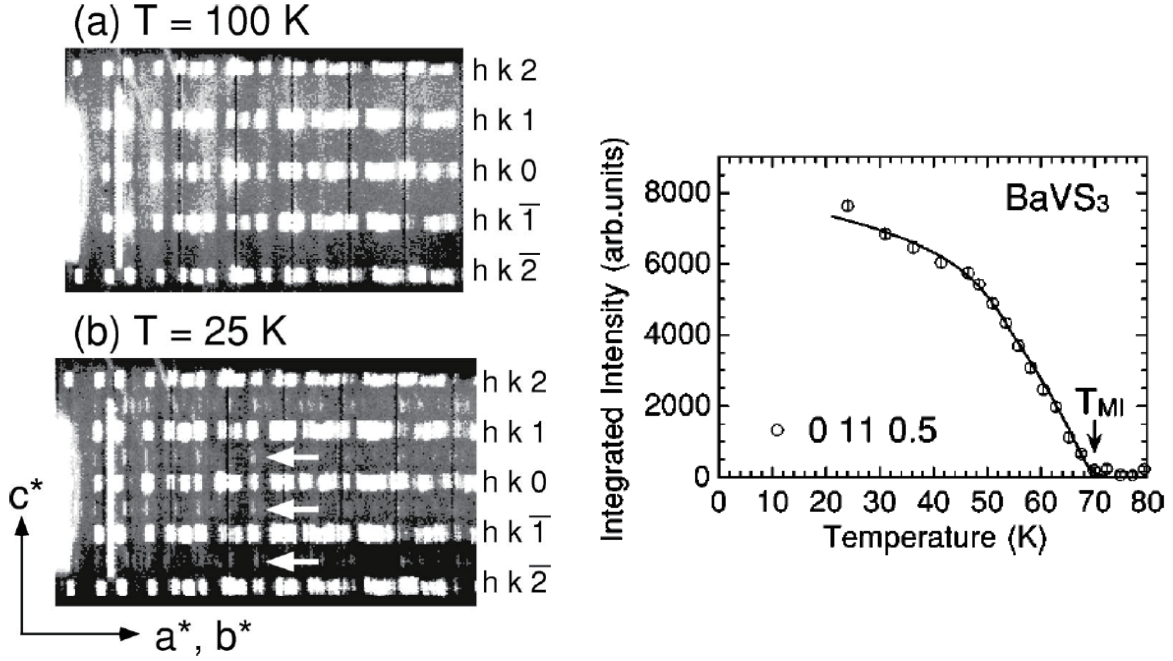 (a) T = 100 K
h k 2
h k 1
h k 0
h k 1̅
h k 2̅
(b) T = 25 K
h k 2
h k 1
h k 0
h k 1̅
h k 2̅
c*
a*, b*
Integrated Intensity (arb.units)
8000
6000
4000
2000
0
BaVS₃
T_MI
0 11 0.5
0 10 20 30 40 50 60 70 80
Temperature (K)